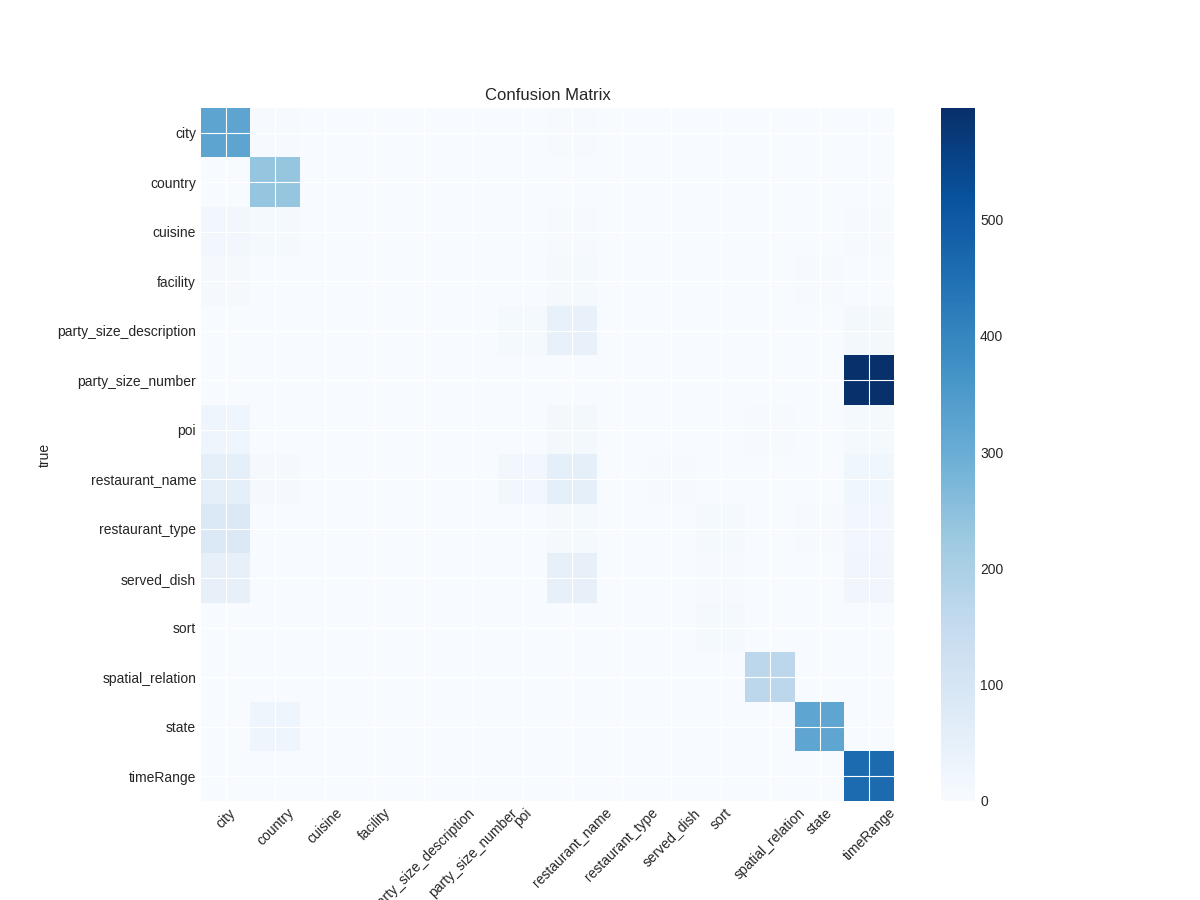 Confusion Matrix
city
country
cuisine
facility
party_size_description
party_size_number
poi
restaurant_name
restaurant_type
served_dish
sort
spatial_relation
state
timeRange
true
city
country
cuisine
facility
arty_size_description
party_size_number
poi
restaurant_name
restaurant_type
served_dish
sort
spatial_relation
state
timeRange
500
400
300
200
100
0